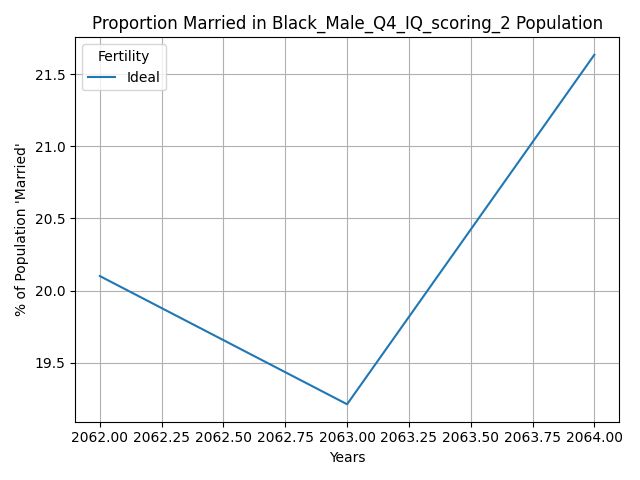 Proportion Married in Black_Male_Q4_IQ_scoring_2 Population
Fertility
Ideal
% of Population 'Married'
21.5
21.0
20.5
20.0
19.5
2062.00 2062.25 2062.50 2062.75 2063.00 2063.25 2063.50 2063.75 2064.00
Years